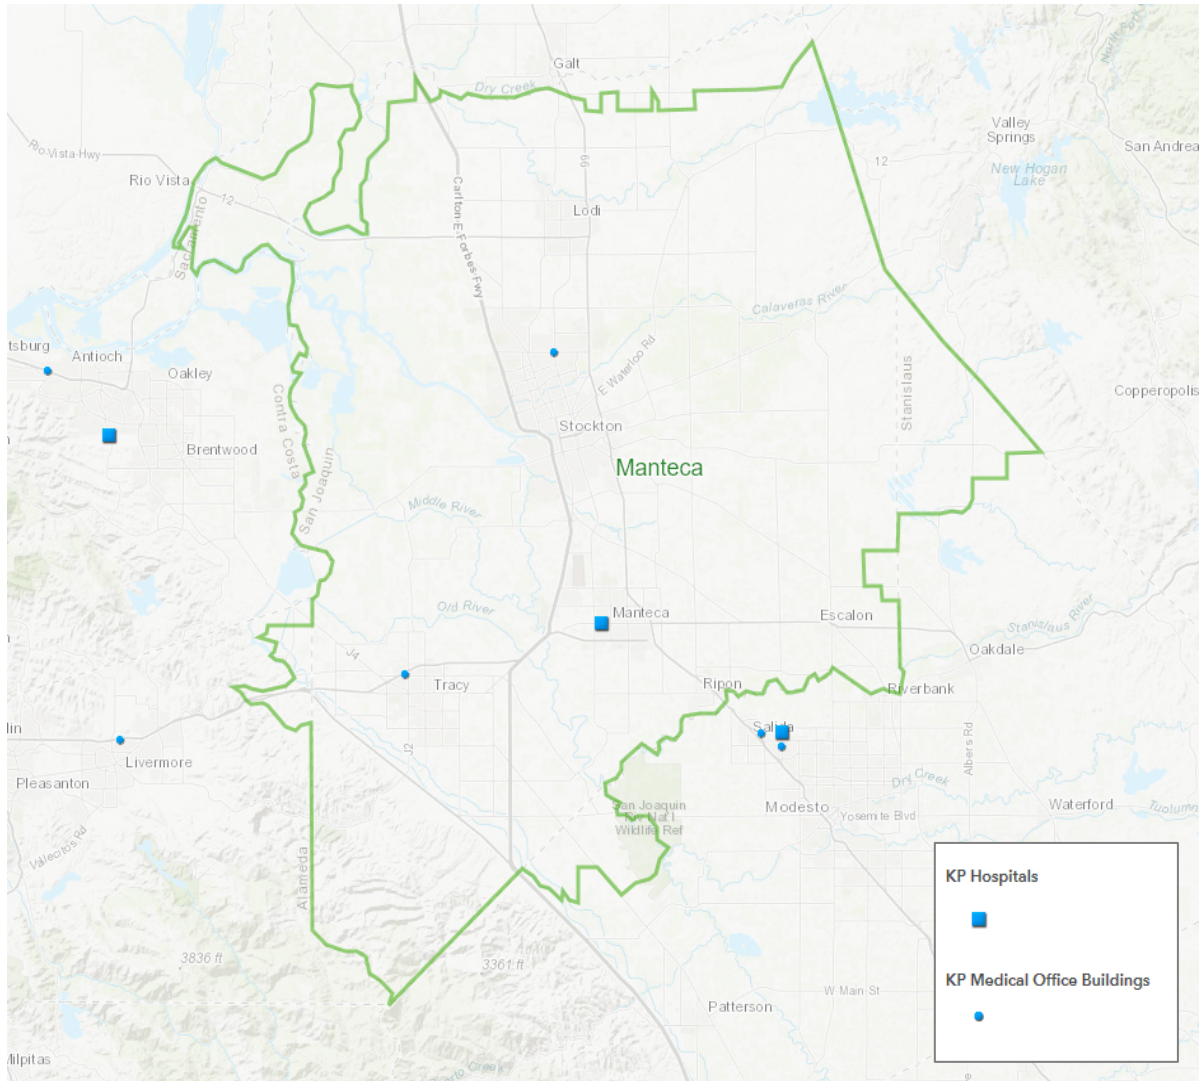 Galt
Dry Creek
Valley
Springs
San Andrea
New Hogan
Lake
Rio Vista Hwy
Rio Vista
12
12
99
Carlton E Forbes Fwy
Lodi
Sacramento
Calaveras River
tsburg
Antioch
Oakley
E Waterloo Rd
Stanislaus
Copperopolis
Contra Costa
Brentwood
Stockton
Manteca
San Joaquin
Middle River
Old River
Manteca
Escalon
Stanislaus River
Oakdale
J4
Tracy
Ripon
Riverbank
lin
Livermore
J2
Salida
Albers Rd
Pleasanton
Dry Creek
San Joaquin
Riv Nat'l
Wildlife Ref
Modesto
Yosemite Blvd
Waterford
Tuolumn
Vallecitos Rd
Alameda
KP Hospitals
3836 ft
3361 ft
KP Medical Office Buildings
W Main St
Patterson
Milpitas